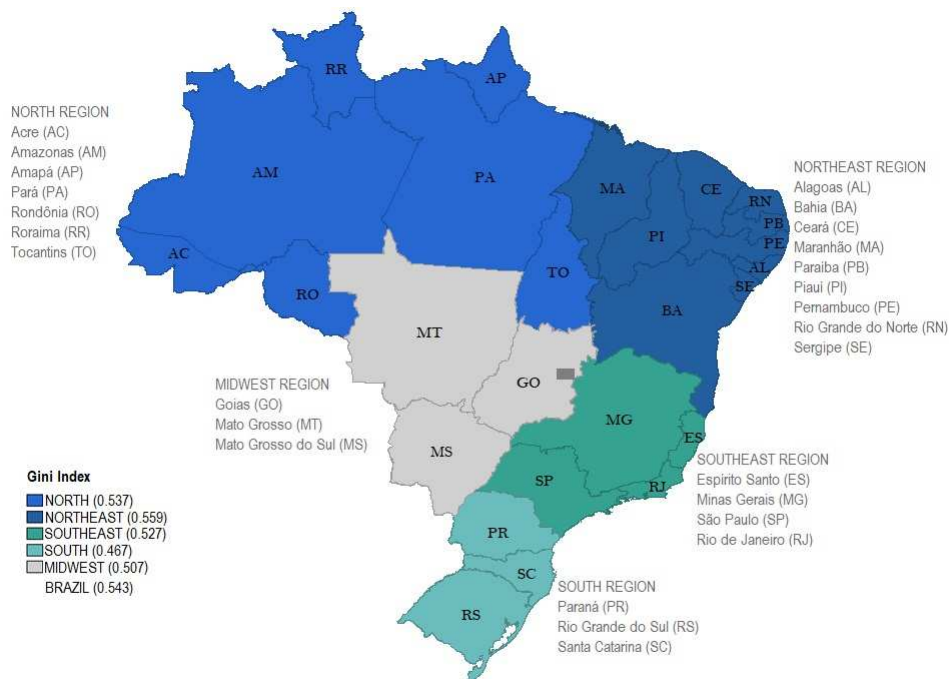 NORTH REGION
Acre (AC)
Amazonas (AM)
Amapá (AP)
Pará (PA)
Rondônia (RO)
Roraima (RR)
Tocantins (TO)
RR
AP
AM
PA
AC
RO
TO
MA
CE
RN
PB
PE
PI
AL
SE
BA
MT
GO
MS
MG
ES
SP
RJ
PR
SC
RS
NORTHEAST REGION
Alagoas (AL)
Bahia (BA)
Ceará (CE)
Maranhão (MA)
Paraiba (PB)
Piaui (PI)
Pernambuco (PE)
Rio Grande do Norte (RN)
Sergipe (SE)
MIDWEST REGION
Goias (GO)
Mato Grosso (MT)
Mato Grosso do Sul (MS)
SOUTHEAST REGION
Espirito Santo (ES)
Minas Gerais (MG)
São Paulo (SP)
Rio de Janeiro (RJ)
SOUTH REGION
Paraná (PR)
Rio Grande do Sul (RS)
Santa Catarina (SC)
Gini Index
NORTH (0.537)
NORTHEAST (0.559)
SOUTHEAST (0.527)
SOUTH (0.467)
MIDWEST (0.507)
BRAZIL (0.543)